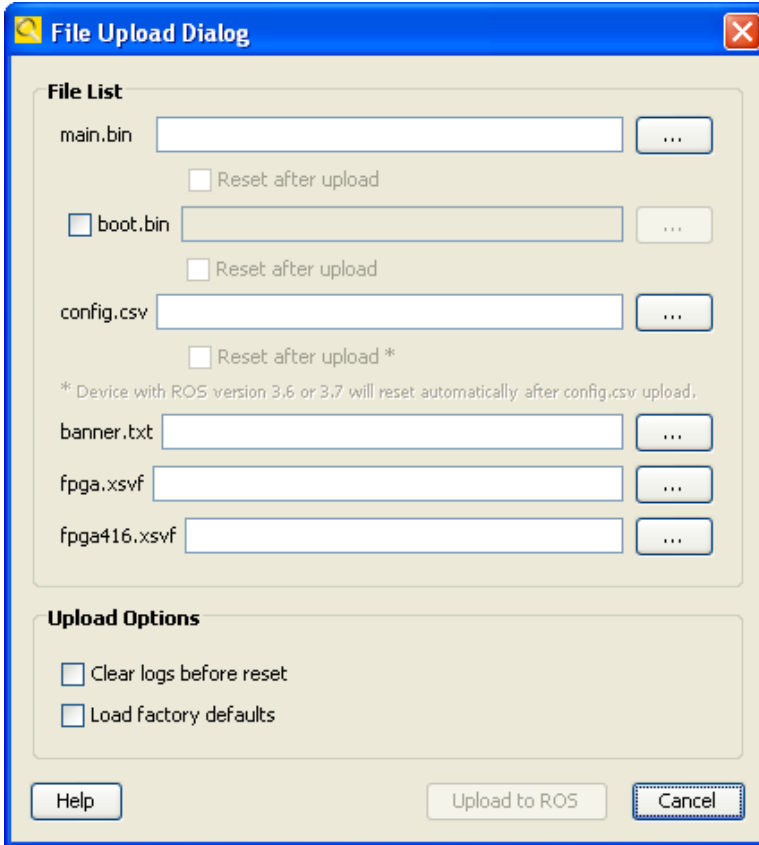 File Upload Dialog
File List
main.bin ...
Reset after upload
boot.bin ...
Reset after upload
config.csv ...
Reset after upload *
* Device with ROS version 3.6 or 3.7 will reset automatically after config.csv upload.
banner.txt ...
fpga.xsvf ...
fpga416.xsvf ...
Upload Options
Clear logs before reset
Load factory defaults
Help Upload to ROS Cancel